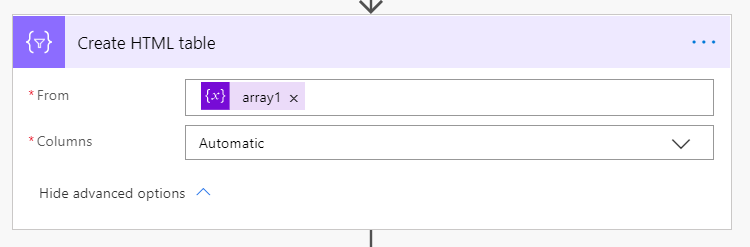 Create HTML table
* From
{x} array1 ×
* Columns
Automatic
Hide advanced options